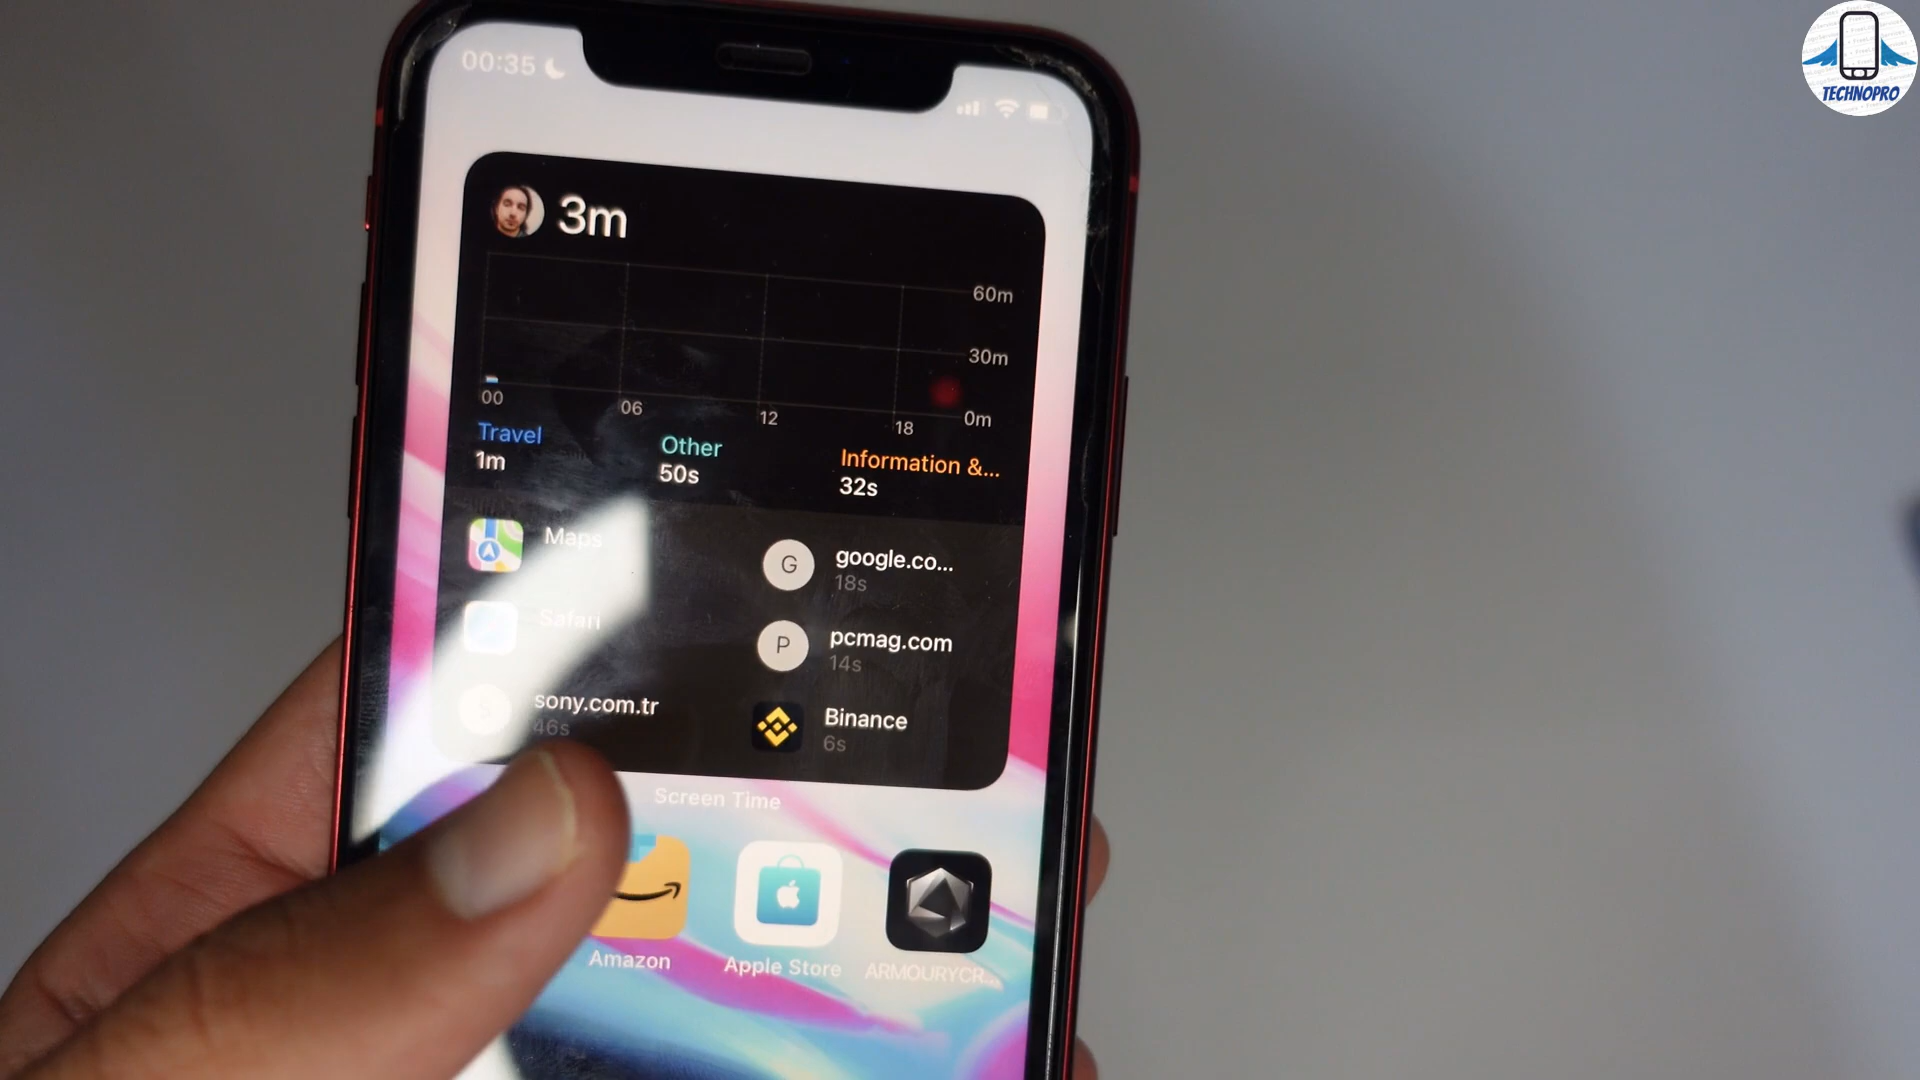 00:35
TECHNOPRO
3m
60m
30m
0m
00
06
12
18
Travel
1m
Other
50s
Information &...
32s
Maps
google.co...
18s
Safari
pcmag.com
14s
sony.com.tr
46s
Binance
6s
G
P
S
Screen Time
Amazon
Apple Store
ARMOURYCR...